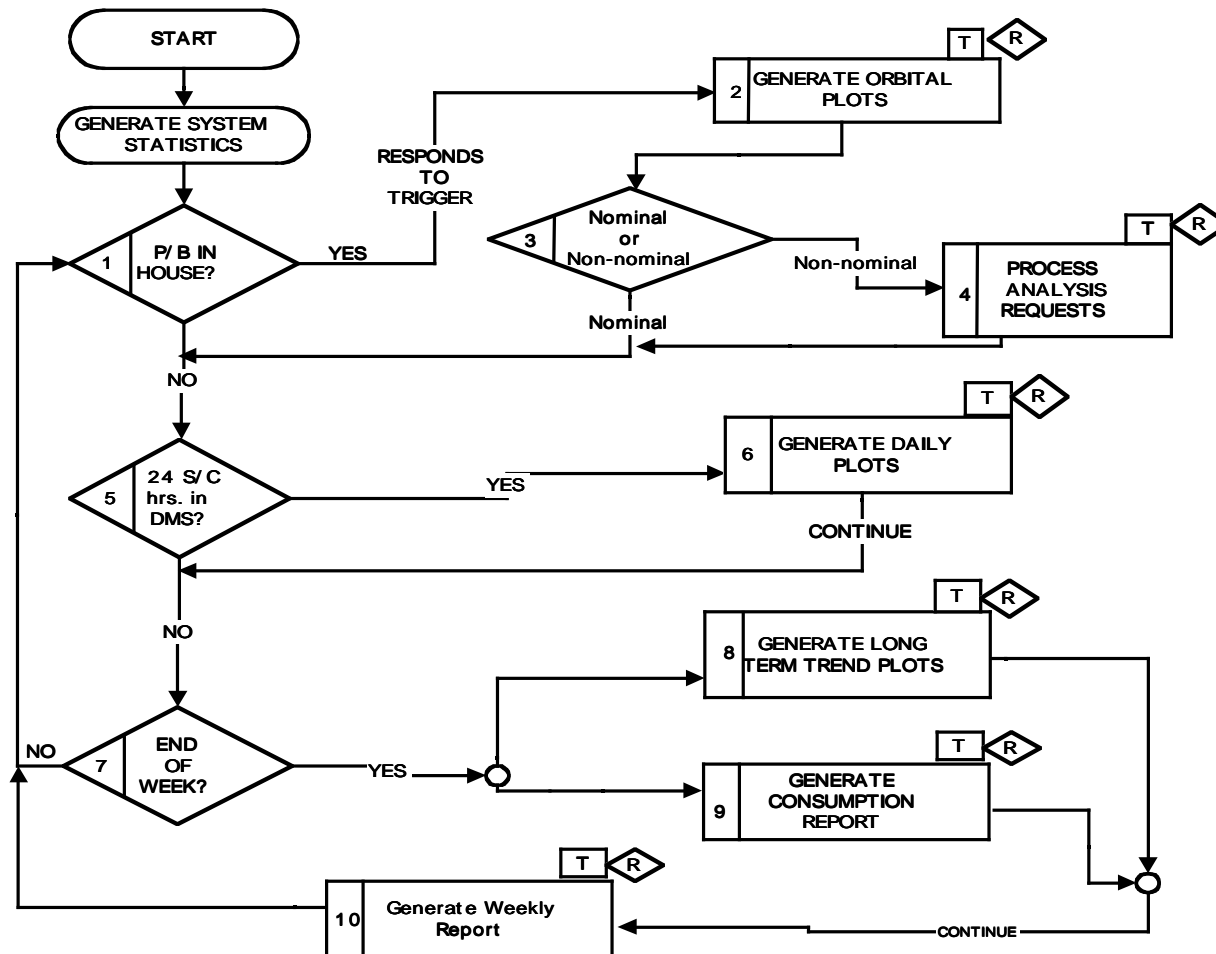 START
GENERATE SYSTEM
STATISTICS
1
P/B IN
HOUSE?
YES
RESPONDS
TO
TRIGGER
T
R
2
GENERATE ORBITAL
PLOTS
3
Nominal
or
Non-nominal
Non-nominal
Nominal
T
R
4
PROCESS
ANALYSIS
REQUESTS
NO
5
24 S/C
hrs. in
DMS?
YES
T
R
6
GENERATE DAILY
PLOTS
CONTINUE
NO
7
END
OF
WEEK?
NO
YES
T
R
8
GENERATE LONG
TERM TREND PLOTS
T
R
9
GENERATE
CONSUMPTION
REPORT
CONTINUE
T
R
10
Generate Weekly
Report